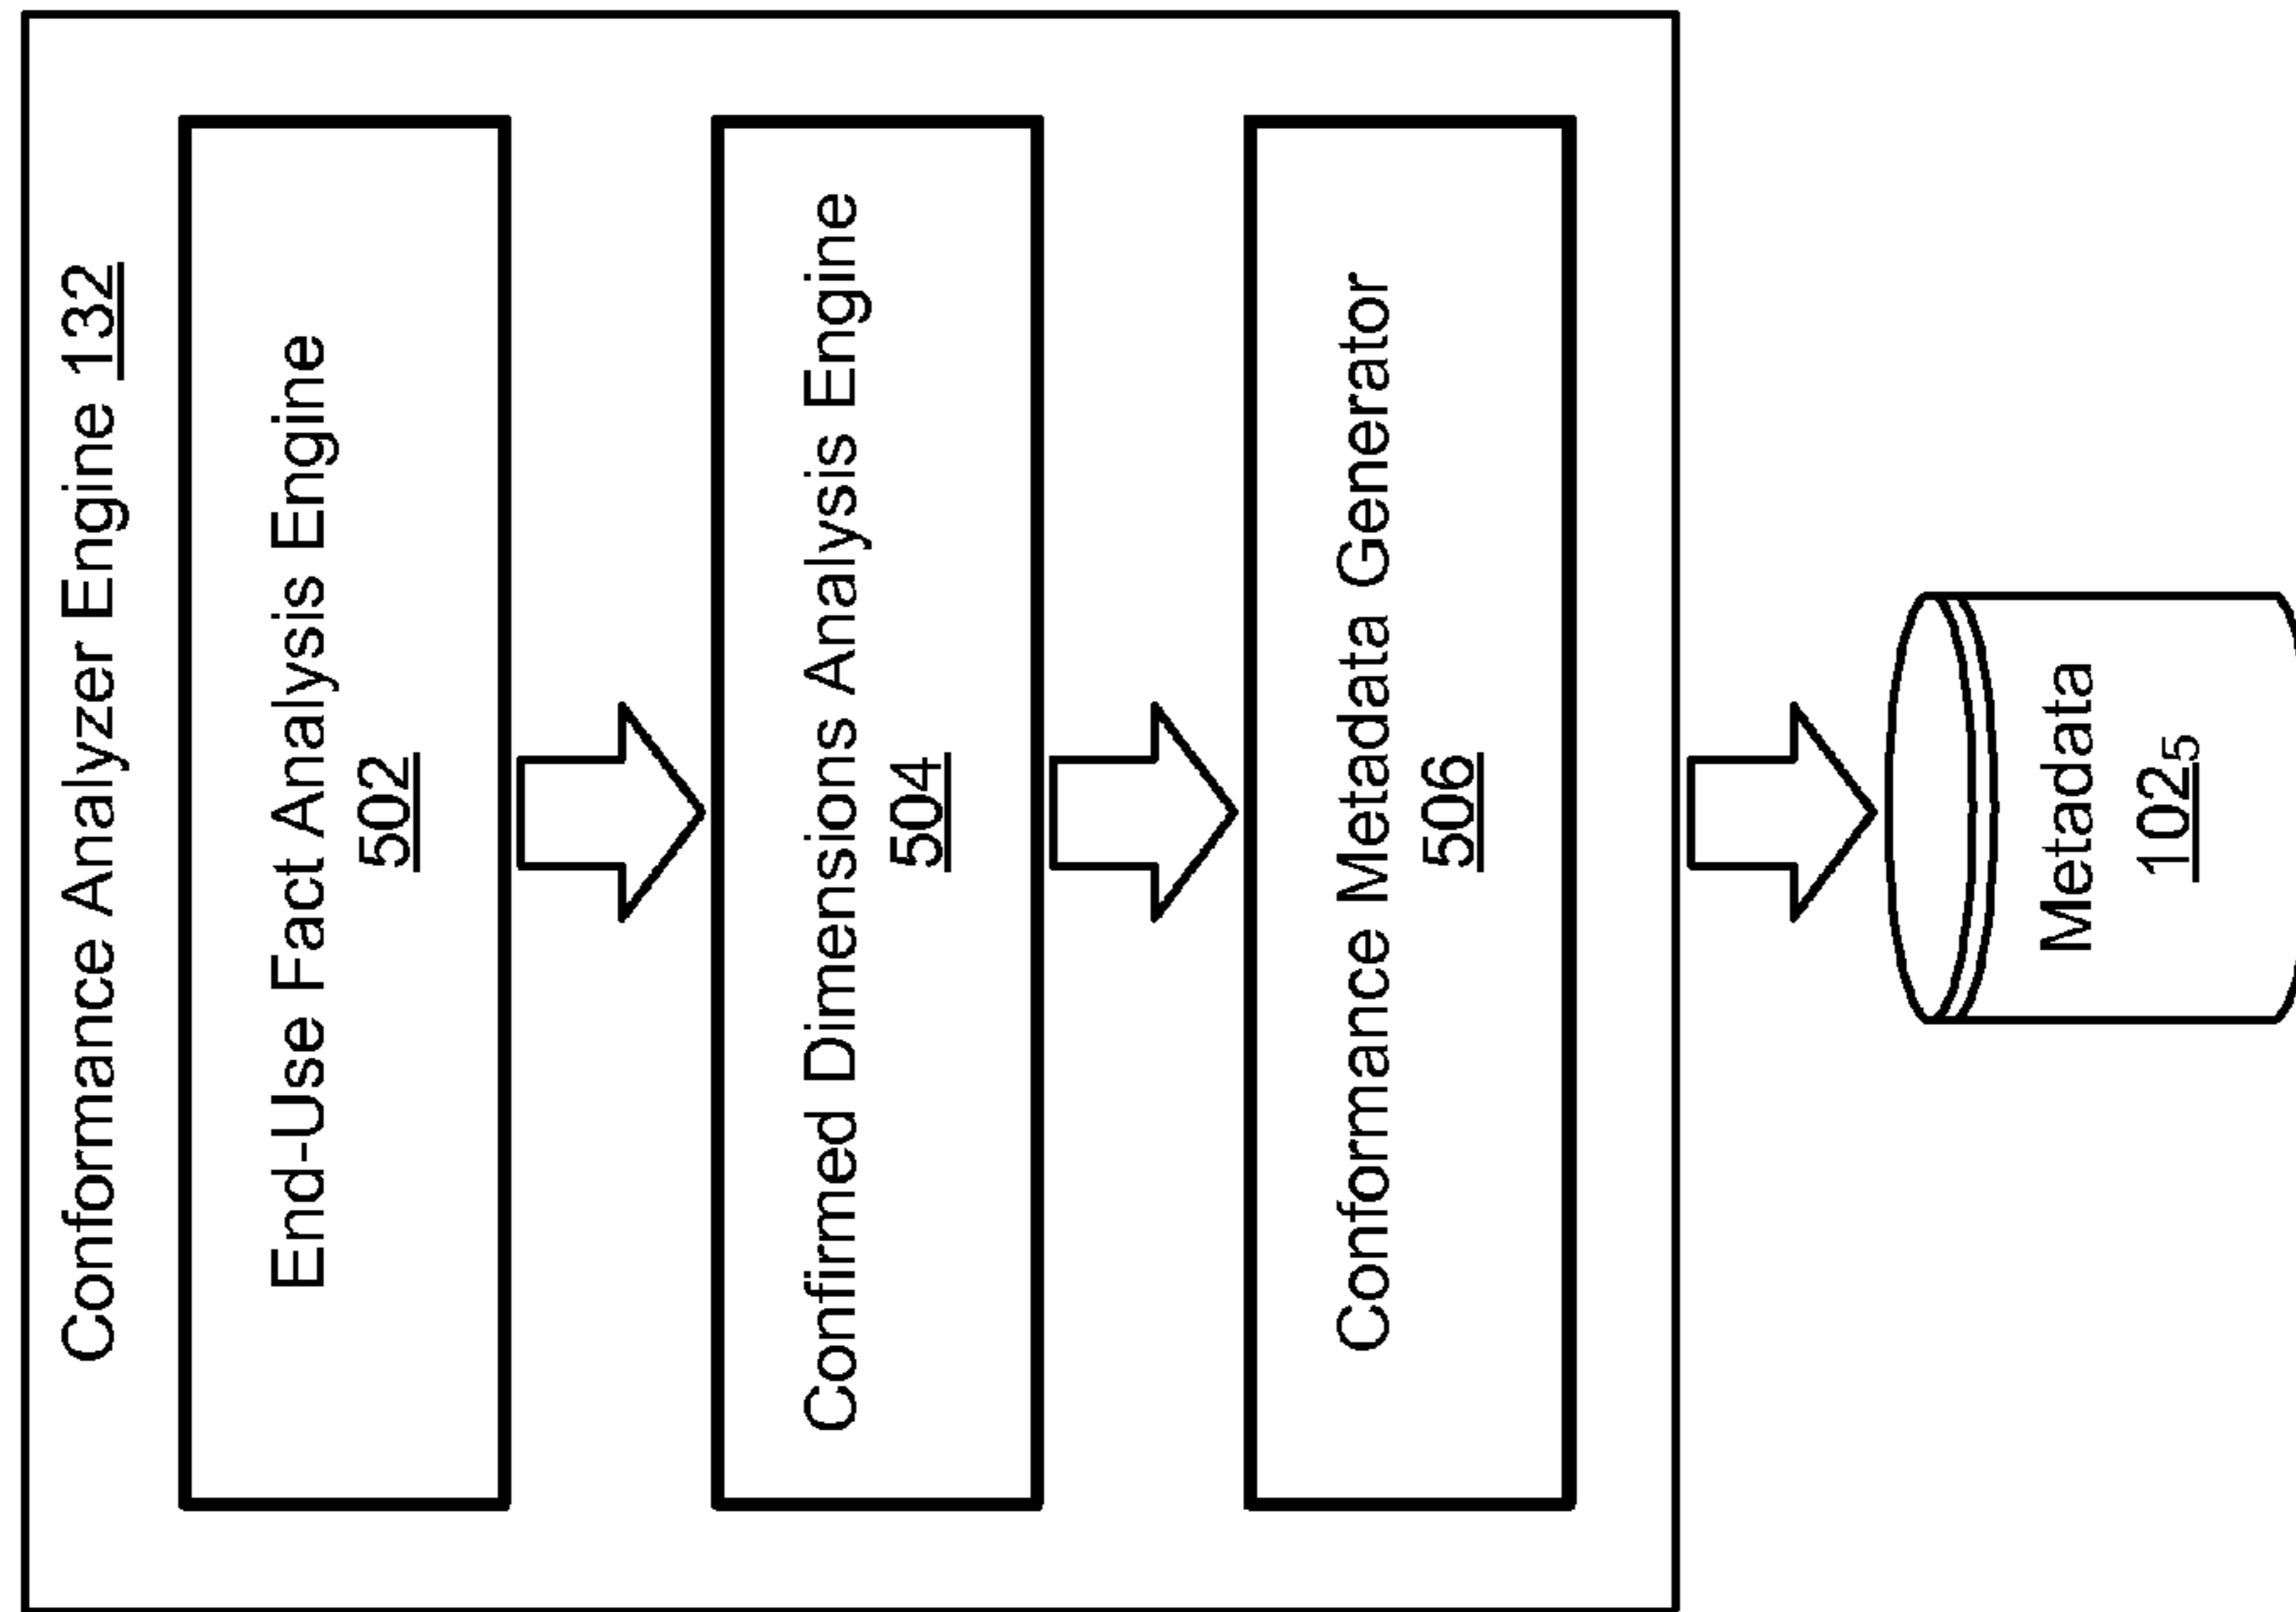 Conformance Analyzer Engine 132
End-Use Fact Analysis Engine
502
Confirmed Dimensions Analysis Engine
504
Conformance Metadata Generator
506
Metadata
102₅